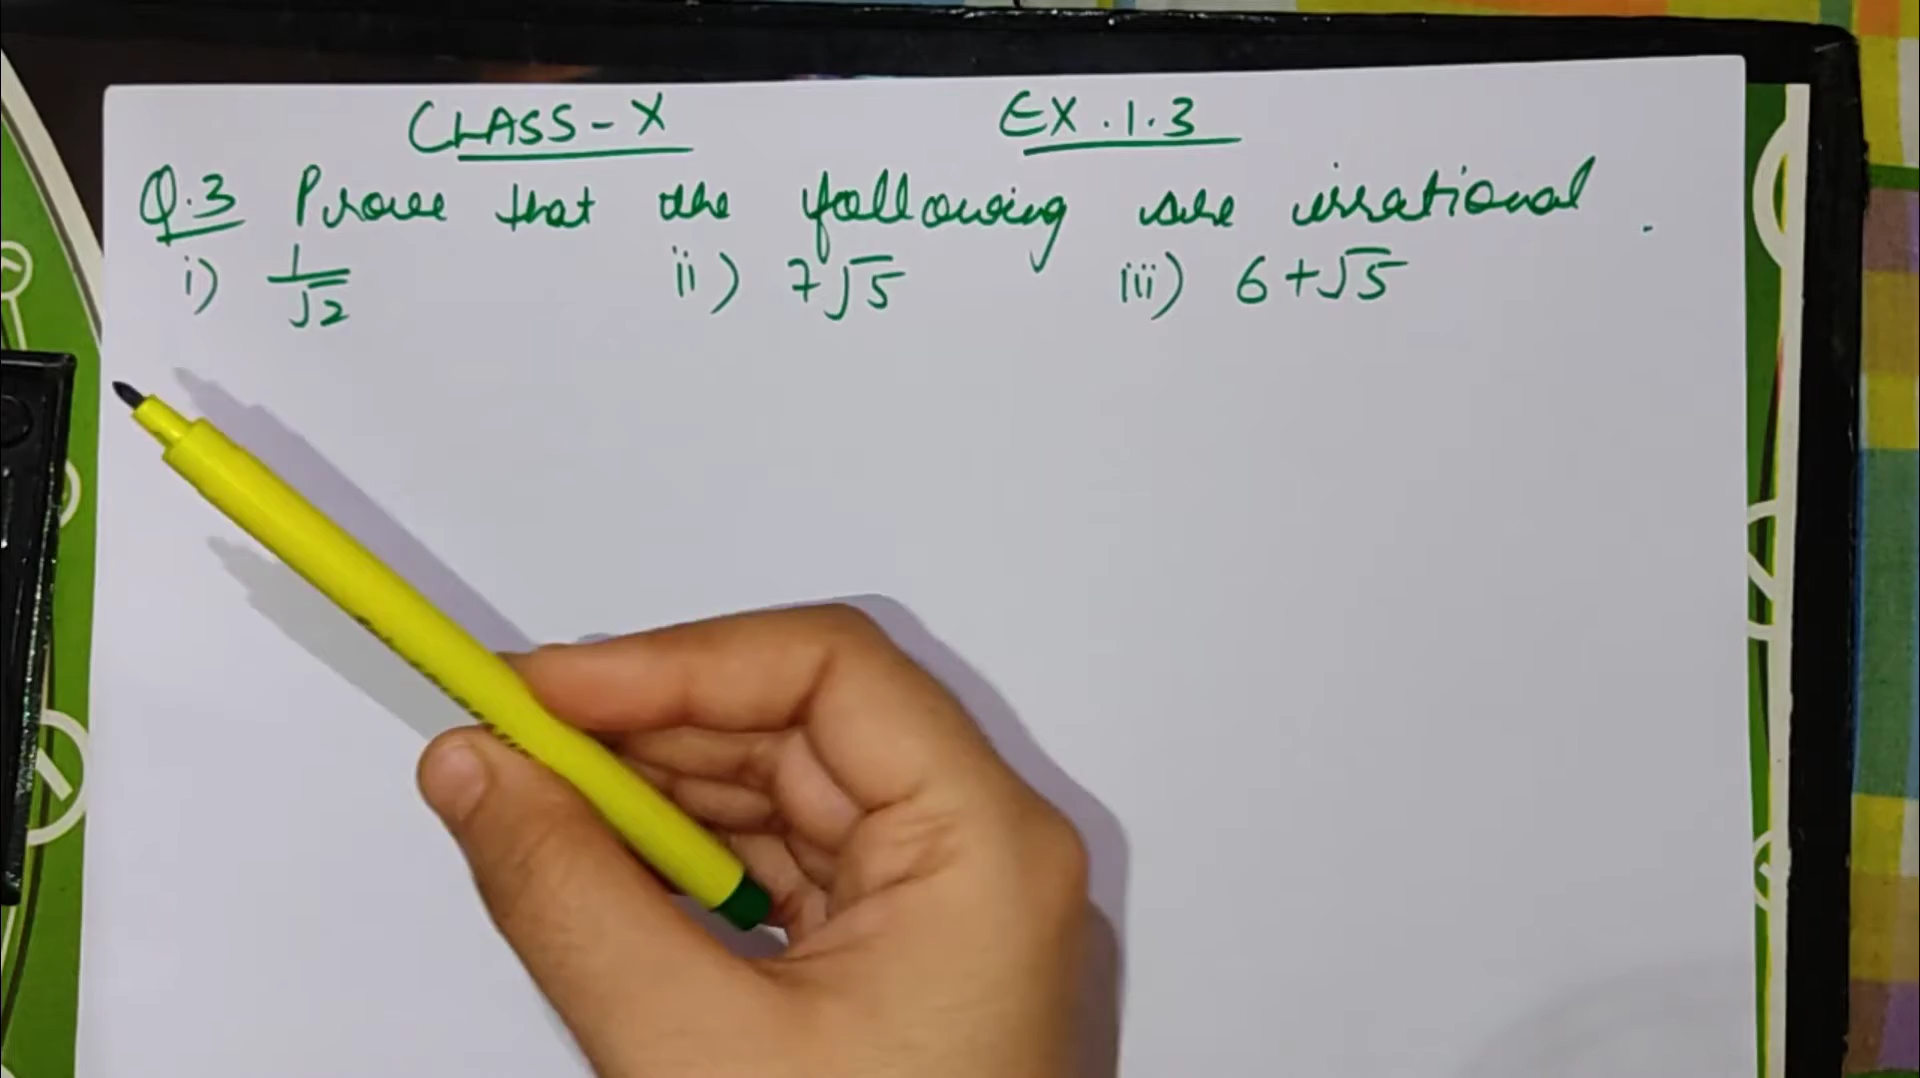 CLASS-X EX.1.3
Q.3 Prove that the following are irrational.
i) 1/√2 ii) 7√5 iii) 6+√5